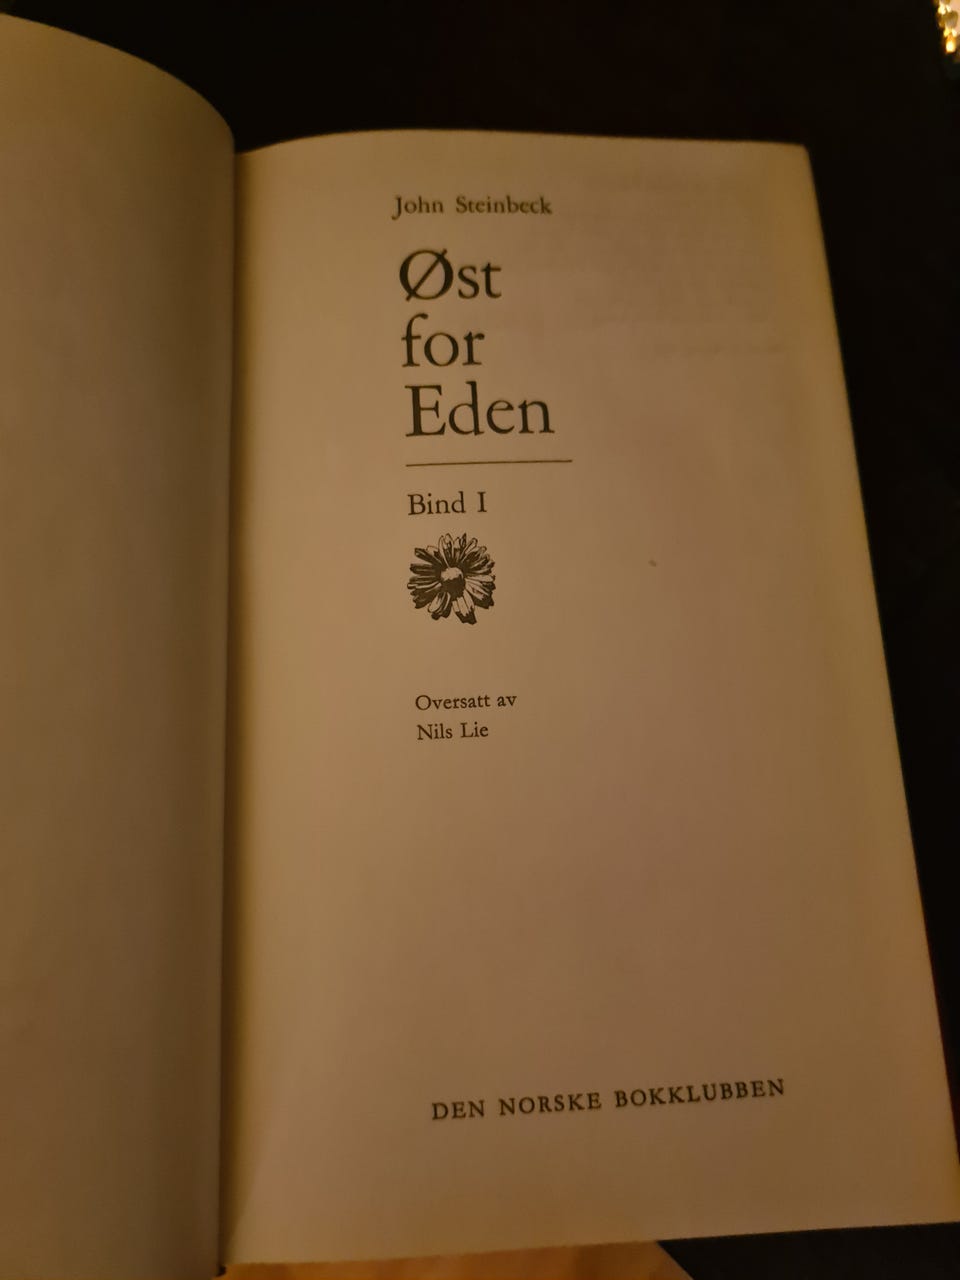 John Steinbeck
Øst
for
Eden
Bind I
Oversatt av
Nils Lie
DEN NORSKE BOKKLUBBEN